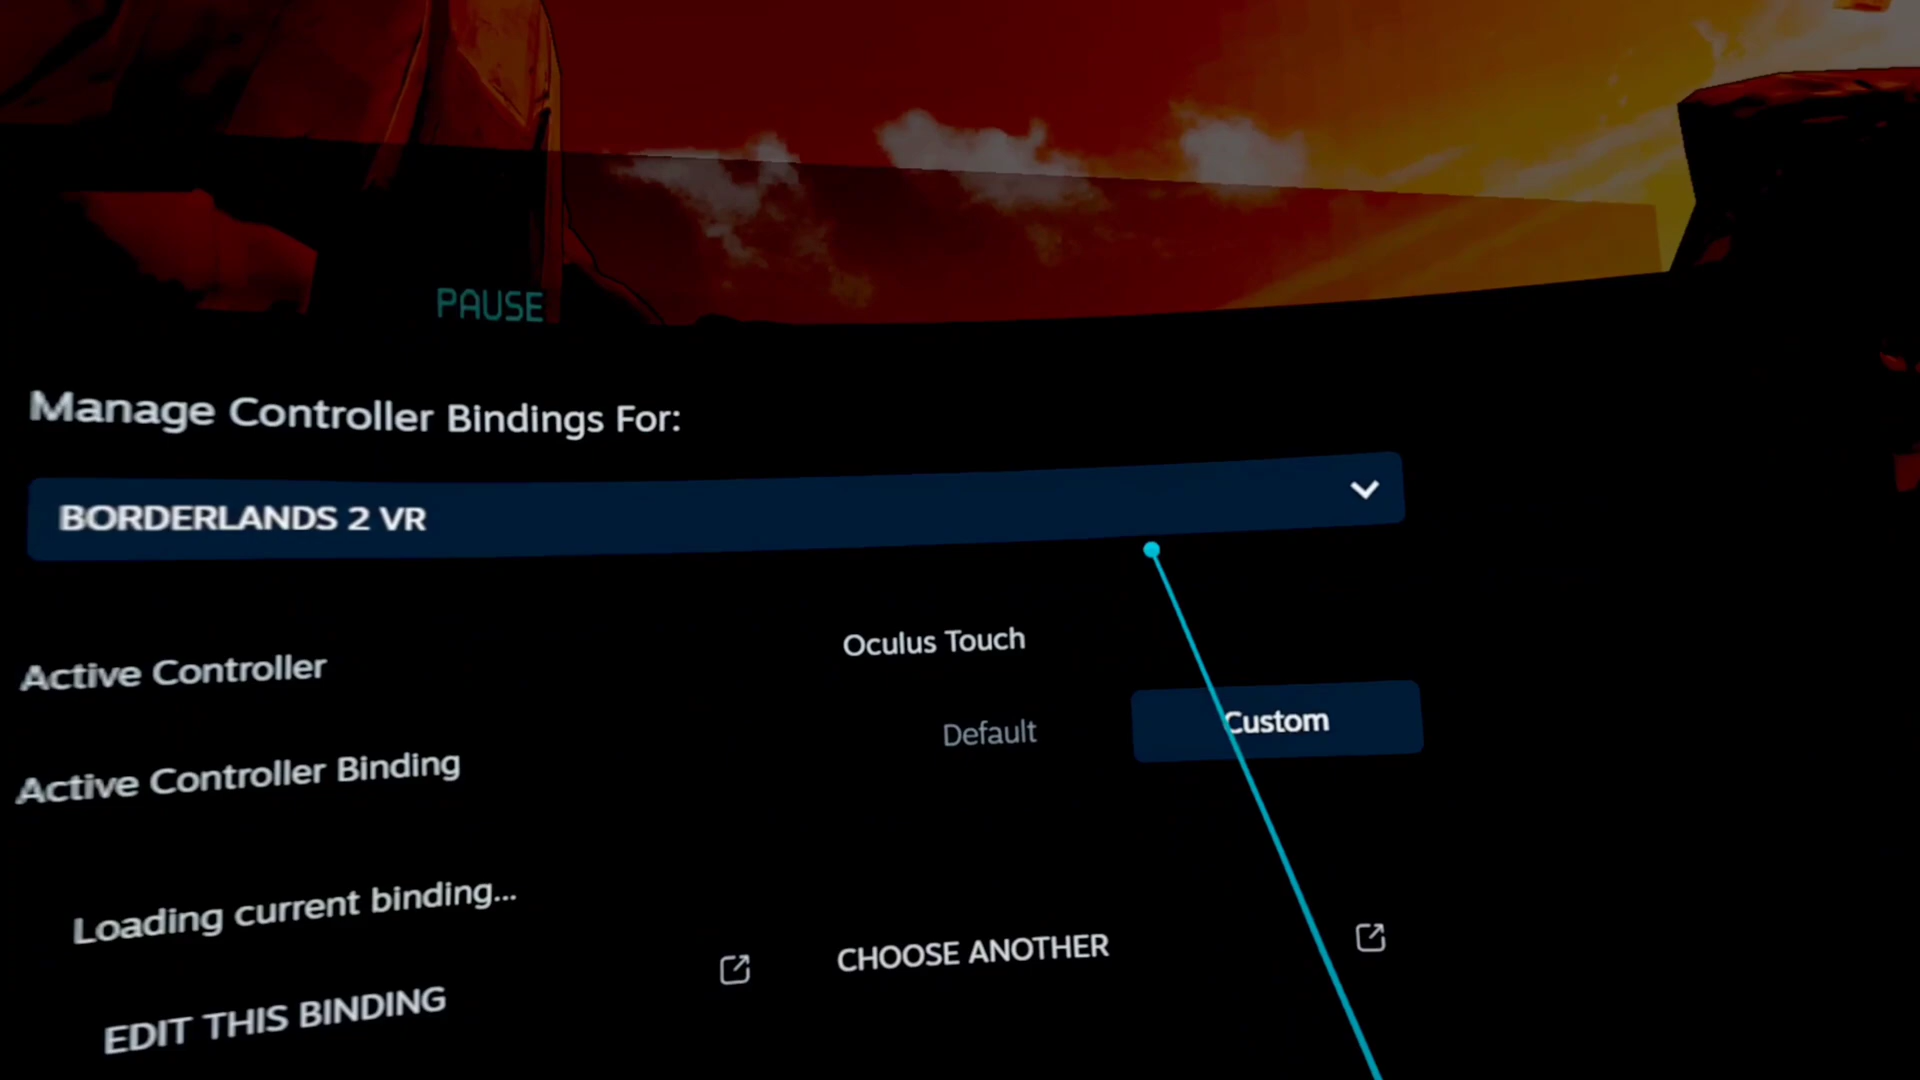 PAUSE
Manage Controller Bindings For:
BORDERLANDS 2 VR
Active Controller
Oculus Touch
Active Controller Binding
Default
Custom
Loading current binding...
EDIT THIS BINDING
CHOOSE ANOTHER